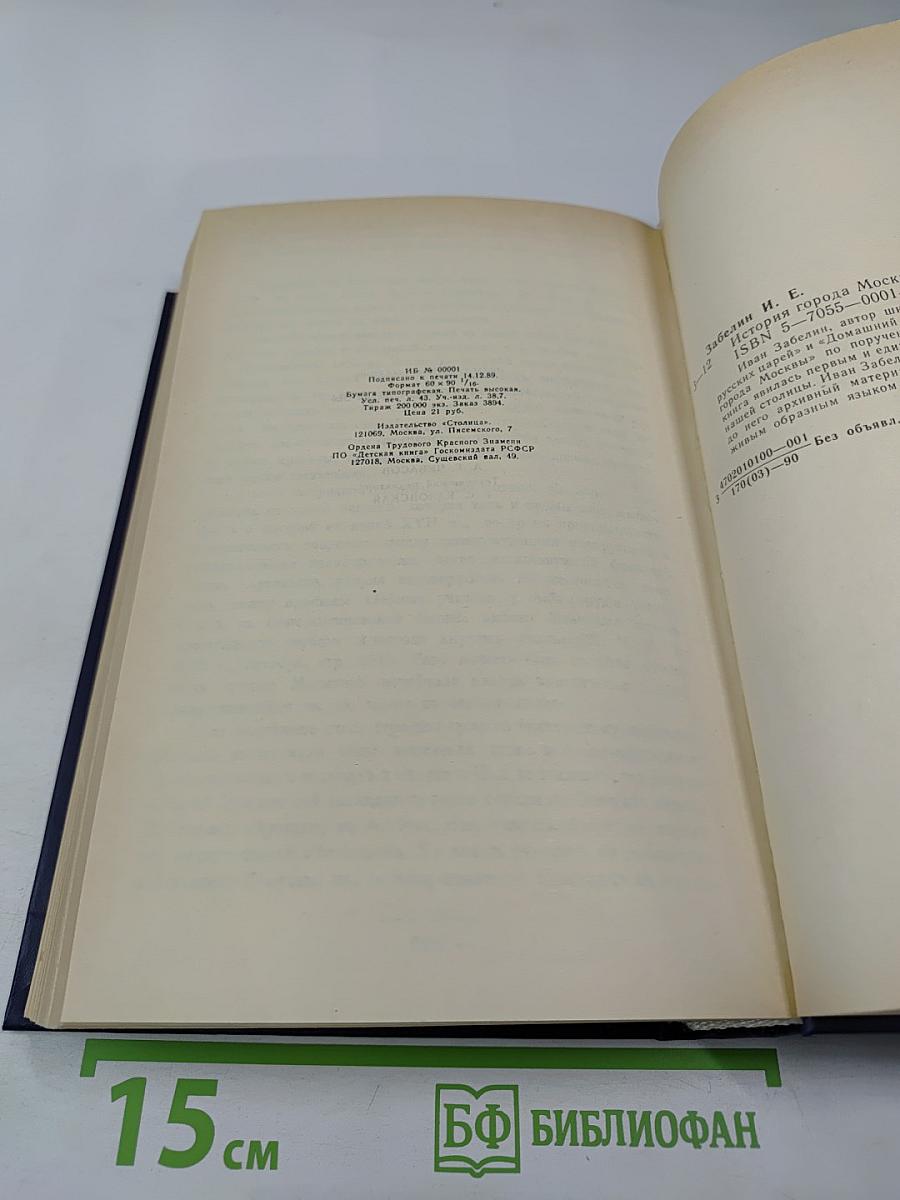 ИБ № 00001
Подписано к печати 14.12.89.
Формат 60 × 90 1/16.
Бумага типографская. Печать высокая.
Усл. печ. л. 43. Уч.-изд. л. 38,7.
Тираж 200 000 экз. Заказ 3894.
Цена 21 руб.
Издательство «Столица».
121069, Москва, ул. Писемского, 7
Ордена Трудового Красного Знамени
ПО «Детская книга» Госкомиздата РСФСР
127018, Москва, Сущевский вал, 49.
Забелин И. Е.
История города Москв
ISBN 5—7055—0001
Иван Забелин, автор ши
русских царей» и «Домашний
города Москвы» по поручен
книга явилась первым и еди
нашей столицы. Иван Забел
до него архивный матери
живым образным языком
4702010100—001
170(03)—90
Без объявл.
15 см
БФ БИБЛИОФАН